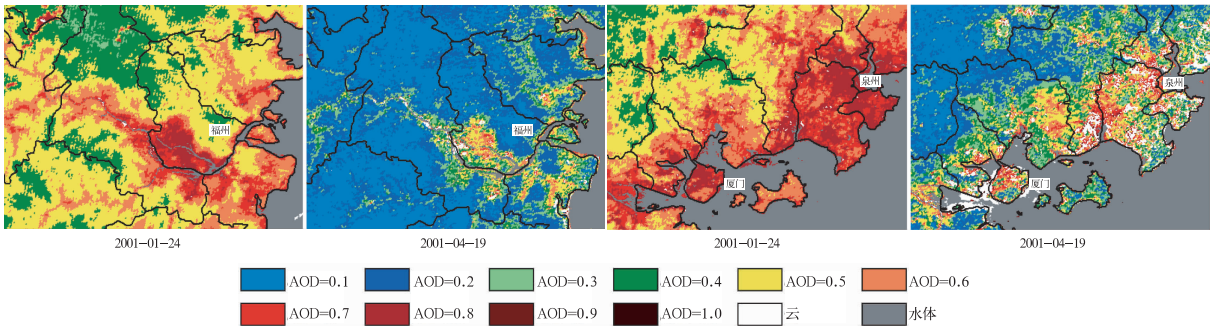 福州
福州
泉州
厦门
泉州
厦门
2001-01-24
2001-04-19
2001-01-24
2001-04-19
AOD=0.1
AOD=0.2
AOD=0.3
AOD=0.4
AOD=0.5
AOD=0.6
AOD=0.7
AOD=0.8
AOD=0.9
AOD=1.0
云
水体